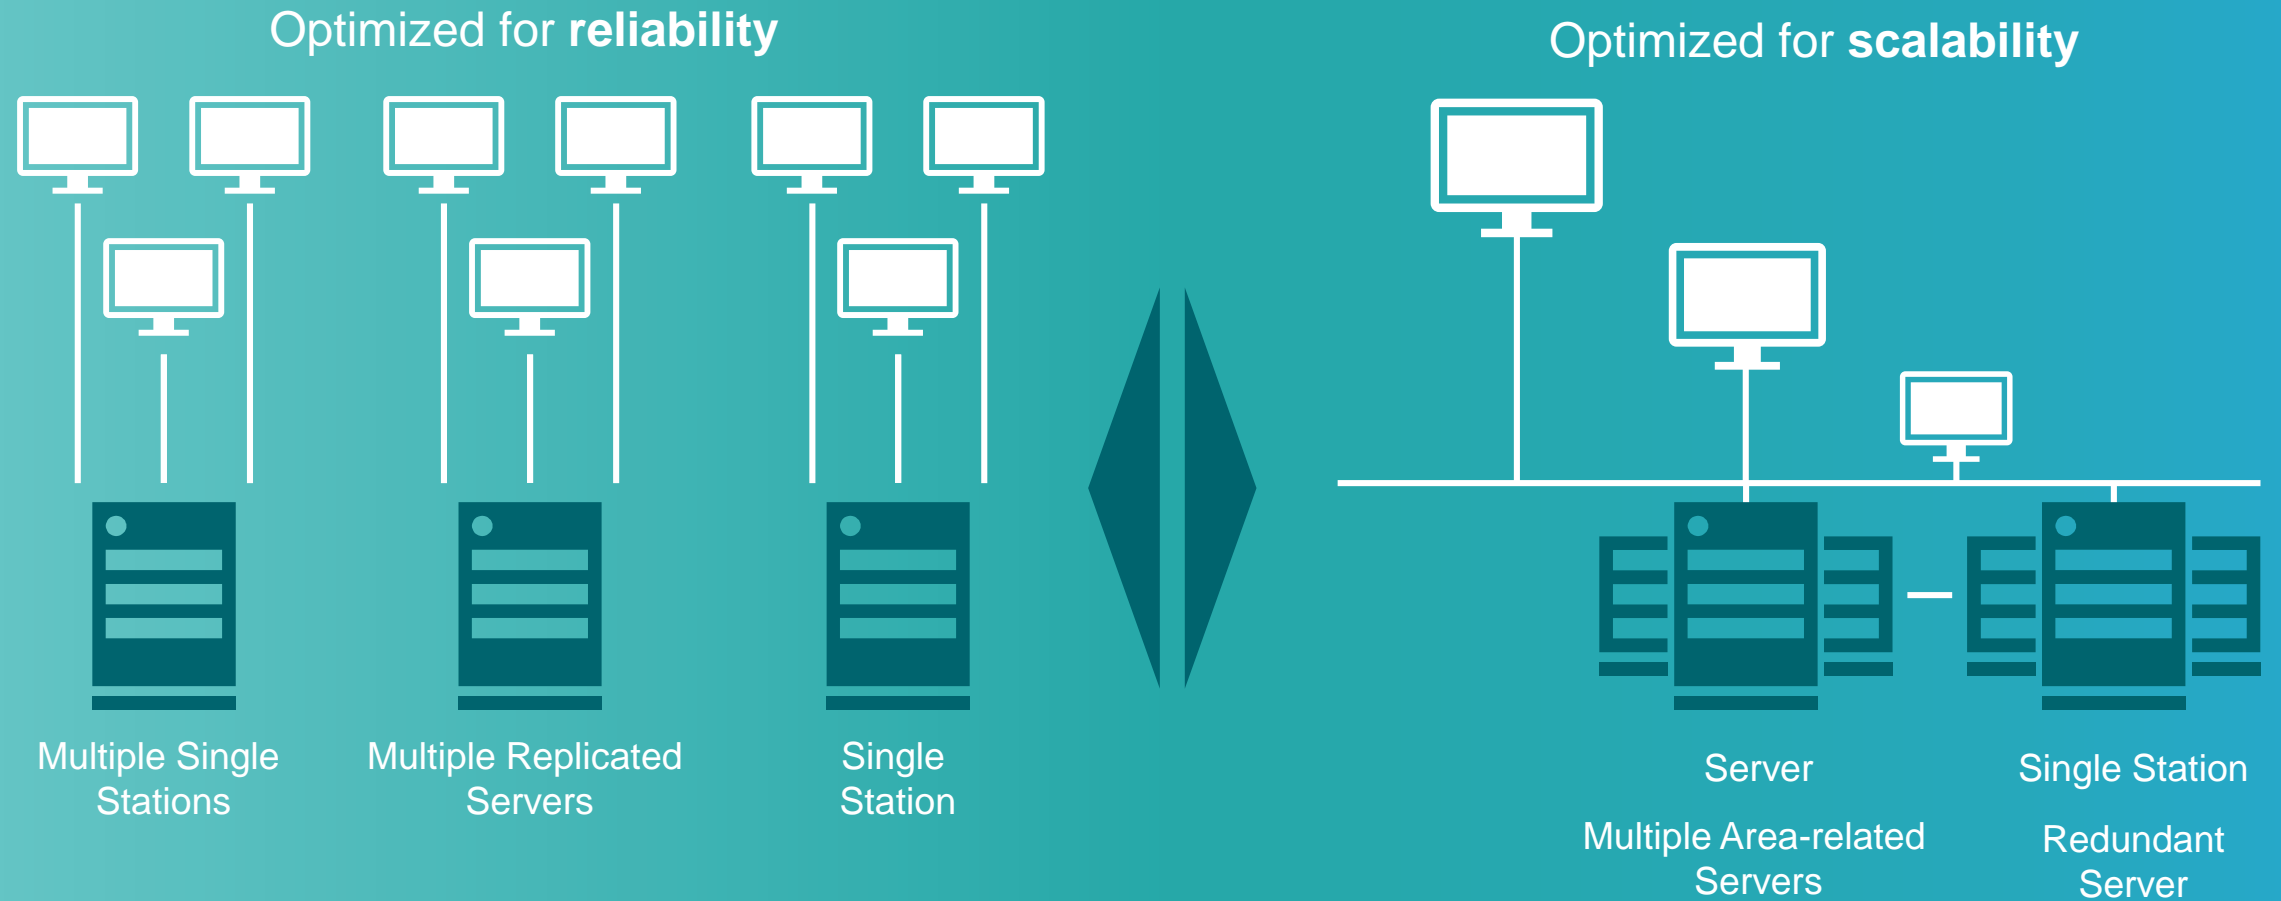 Optimized for reliability
Optimized for scalability
Multiple Single
Stations
Multiple Replicated
Servers
Single
Station
Server
Multiple Area-related
Servers
Single Station
Redundant
Server